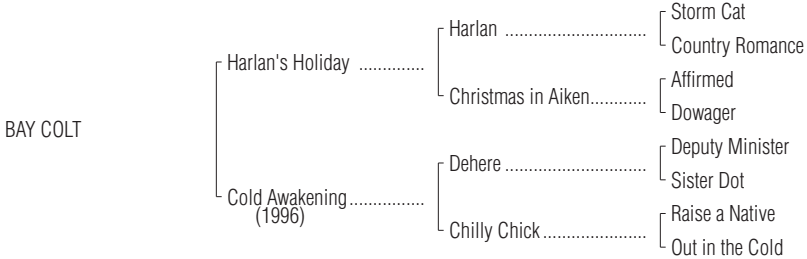 Storm Cat
Harlan ..............................
Country Romance
Harlan's Holiday ..............
Affirmed
Christmas in Aiken............
Dowager
BAY COLT
Deputy Minister
Dehere ..............................
Sister Dot
Cold Awakening................
(1996)
Raise a Native
Chilly Chick......................
Out in the Cold